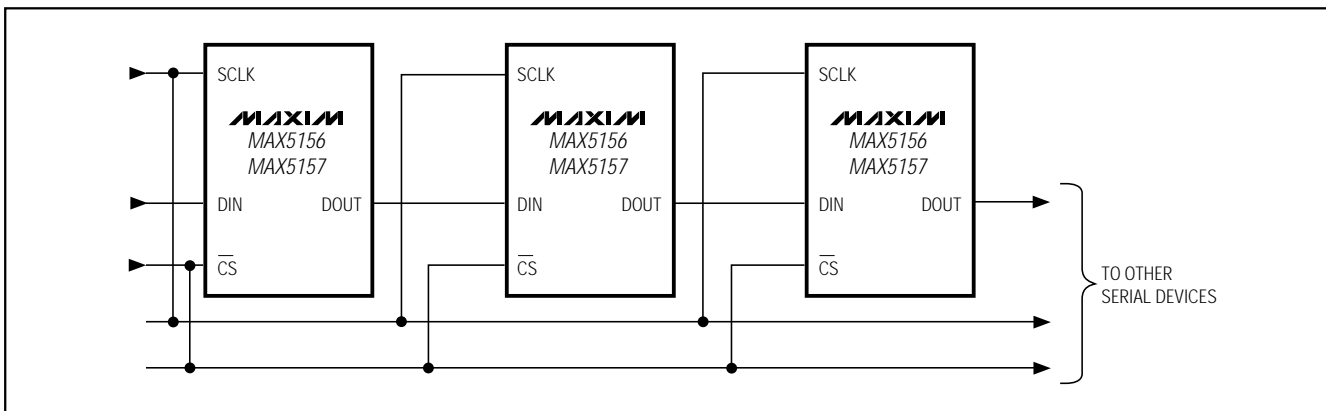 SCLK
MAXIM
MAX5156
MAX5157
DIN DOUT
CS
SCLK
MAXIM
MAX5156
MAX5157
DIN DOUT
CS
SCLK
MAXIM
MAX5156
MAX5157
DIN DOUT
CS
TO OTHER
SERIAL DEVICES